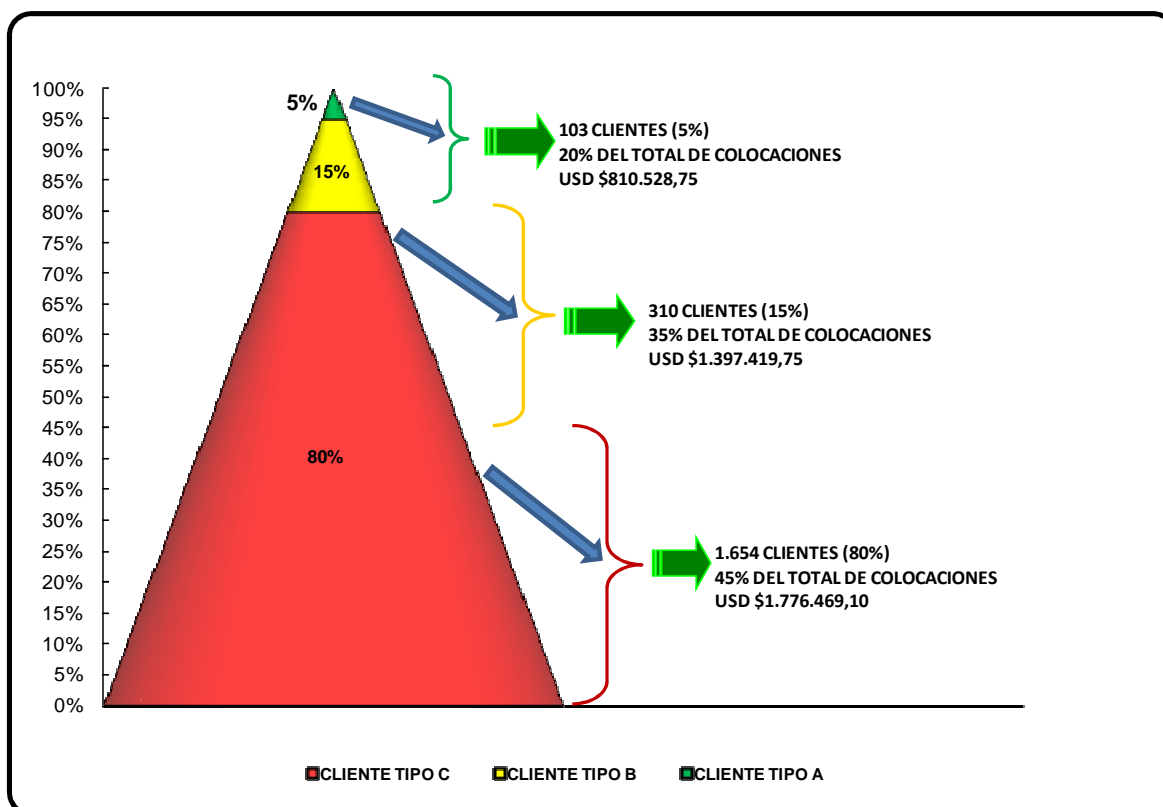 100%
95%
90%
85%
80%
75%
70%
65%
60%
55%
50%
45%
40%
35%
30%
25%
20%
15%
10%
5%
0%
5%
15%
80%
103 CLIENTES (5%)
20% DEL TOTAL DE COLOCACIONES
USD $810.528,75
310 CLIENTES (15%)
35% DEL TOTAL DE COLOCACIONES
USD $1.397.419,75
1.654 CLIENTES (80%)
45% DEL TOTAL DE COLOCACIONES
USD $1.776.469,10
CLIENTE TIPO C CLIENTE TIPO B CLIENTE TIPO A